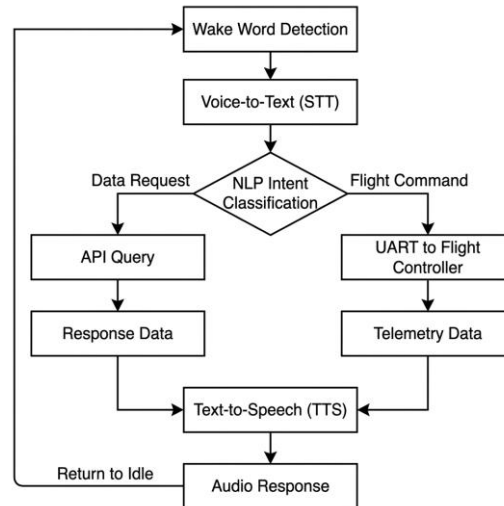 Wake Word Detection
Voice-to-Text (STT)
Data Request
NLP Intent
Classification
Flight Command
API Query
UART to Flight
Controller
Response Data
Telemetry Data
Text-to-Speech (TTS)
Return to Idle
Audio Response